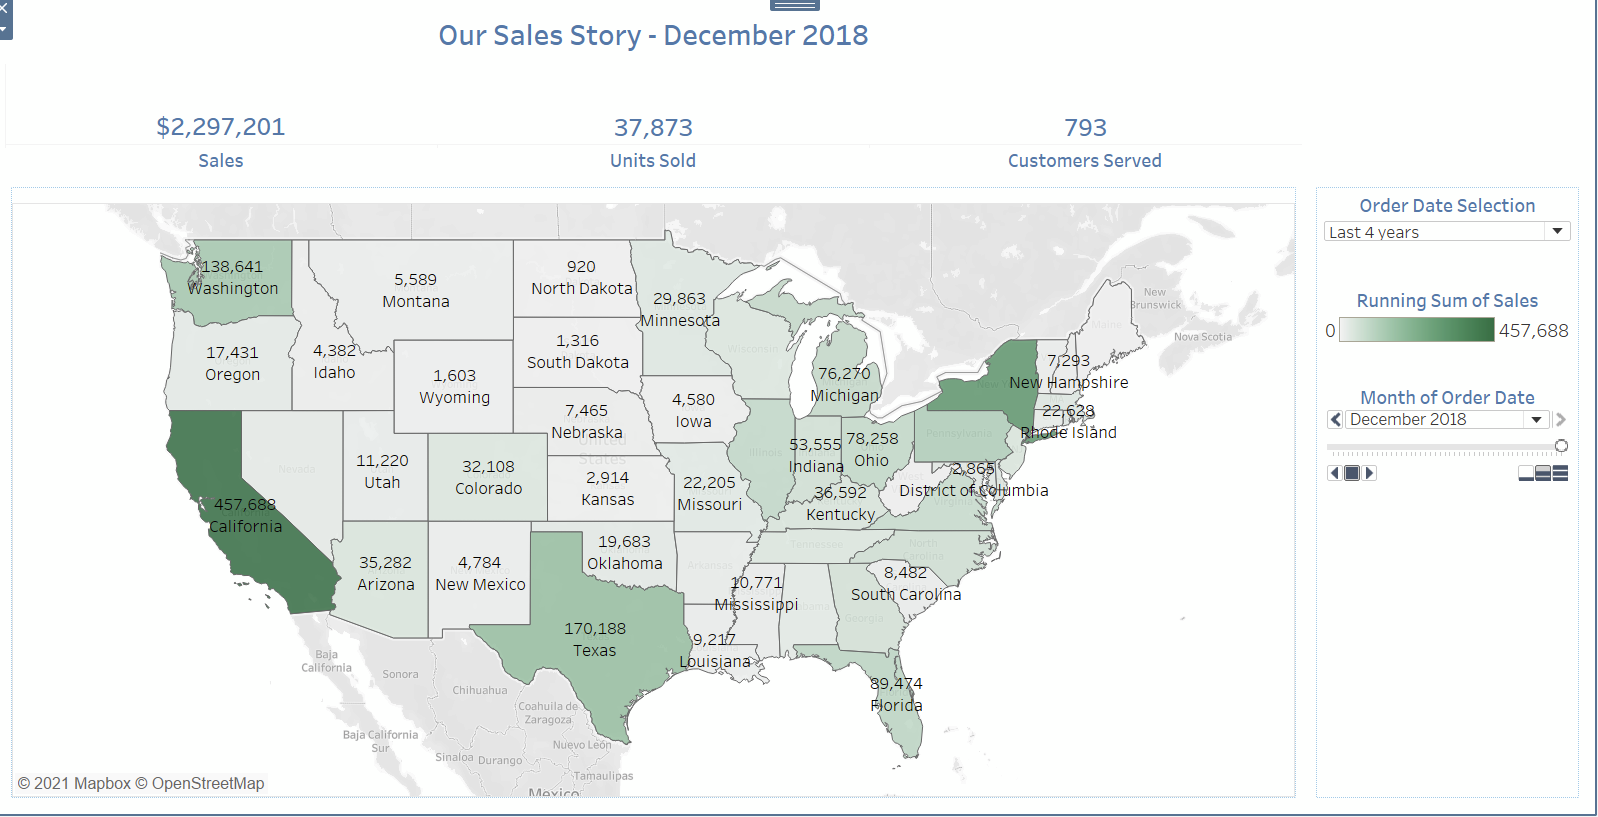 Our Sales Story - December 2018
$2,297,201
37,873
793
Sales
Units Sold
Customers Served
Order Date Selection
Last 4 years
Running Sum of Sales
0
457,688
Month of Order Date
December 2018
138,641
Washington
5,589
Montana
920
North Dakota
29,863
Minnesota
17,431
Oregon
4,382
Idaho
1,603
Wyoming
1,316
South Dakota
Wisconsin
76,270
Michigan
New Brunswick
Maine
Nova Scotia
7,293
New Hampshire
22,628
Rhode Island
7,465
Nebraska
4,580
Iowa
United States
Nevada
11,220
Utah
32,108
Colorado
2,914
Kansas
22,205
Missouri
Illinois
53,555
Indiana
78,258
Ohio
Pennsylvania
2,865
District of Columbia
36,592
Kentucky
457,688
California
35,282
Arizona
4,784
New Mexico
19,683
Oklahoma
Arkansas
Tennessee
North
Carolina
8,482
South Carolina
10,771
Mississippi
Georgia
170,188
Texas
9,217
Louisiana
89,474
Florida
Baja
California
Sonora
Chihuahua
Coahuila de
Zaragoza
Baja California
Sur
Sinaloa
Durango
Nuevo León
Tamaulipas
Mexico
© 2021 Mapbox © OpenStreetMap